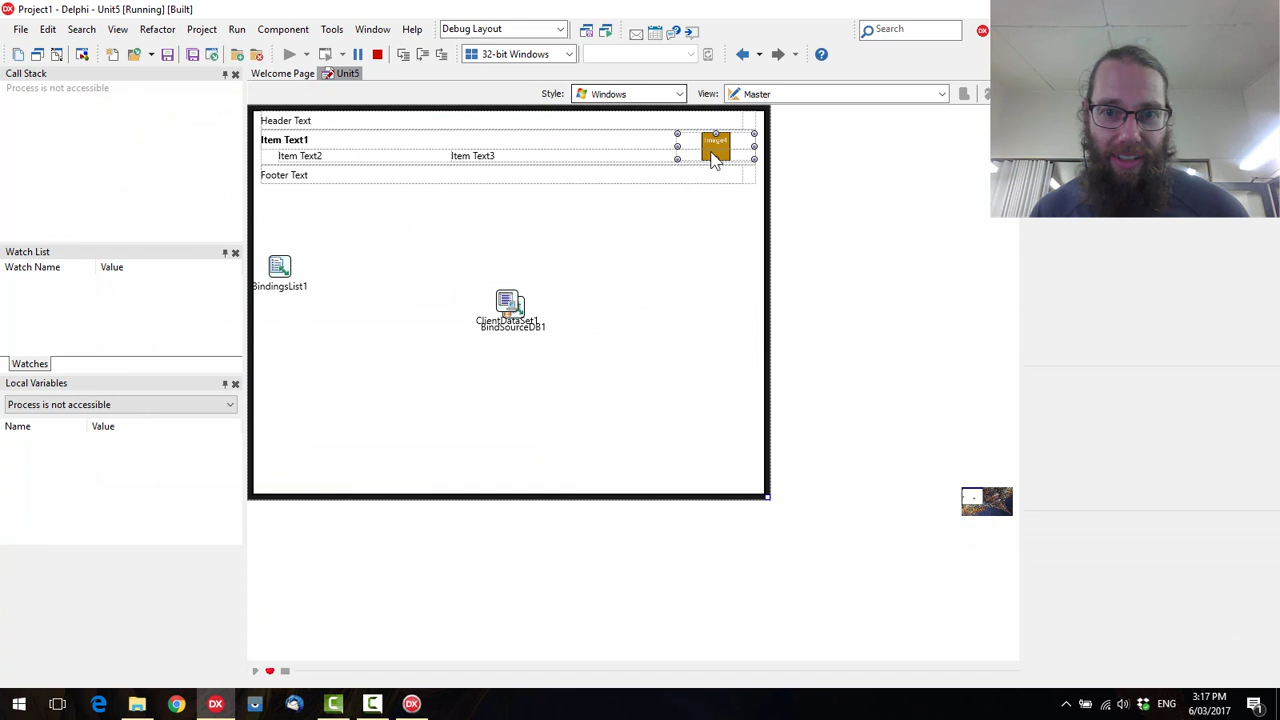 Project1 - Delphi - Unit5 [Running] [Built]
File Edit Search View Refactor Project Run Component Tools Window Help
Debug Layout
Search
32-bit Windows
Call Stack
Process is not accessible
Welcome Page Unit5
Style: Windows View: Master
Header Text
Item Text1
Item Text2 Item Text3
Image4
Footer Text
Watch List
Watch Name Value
BindingsList1
ClientDataSet1
BindSourceDB1
Watches
Local Variables
Process is not accessible
Name Value
ENG
3:17 PM
6/03/2017